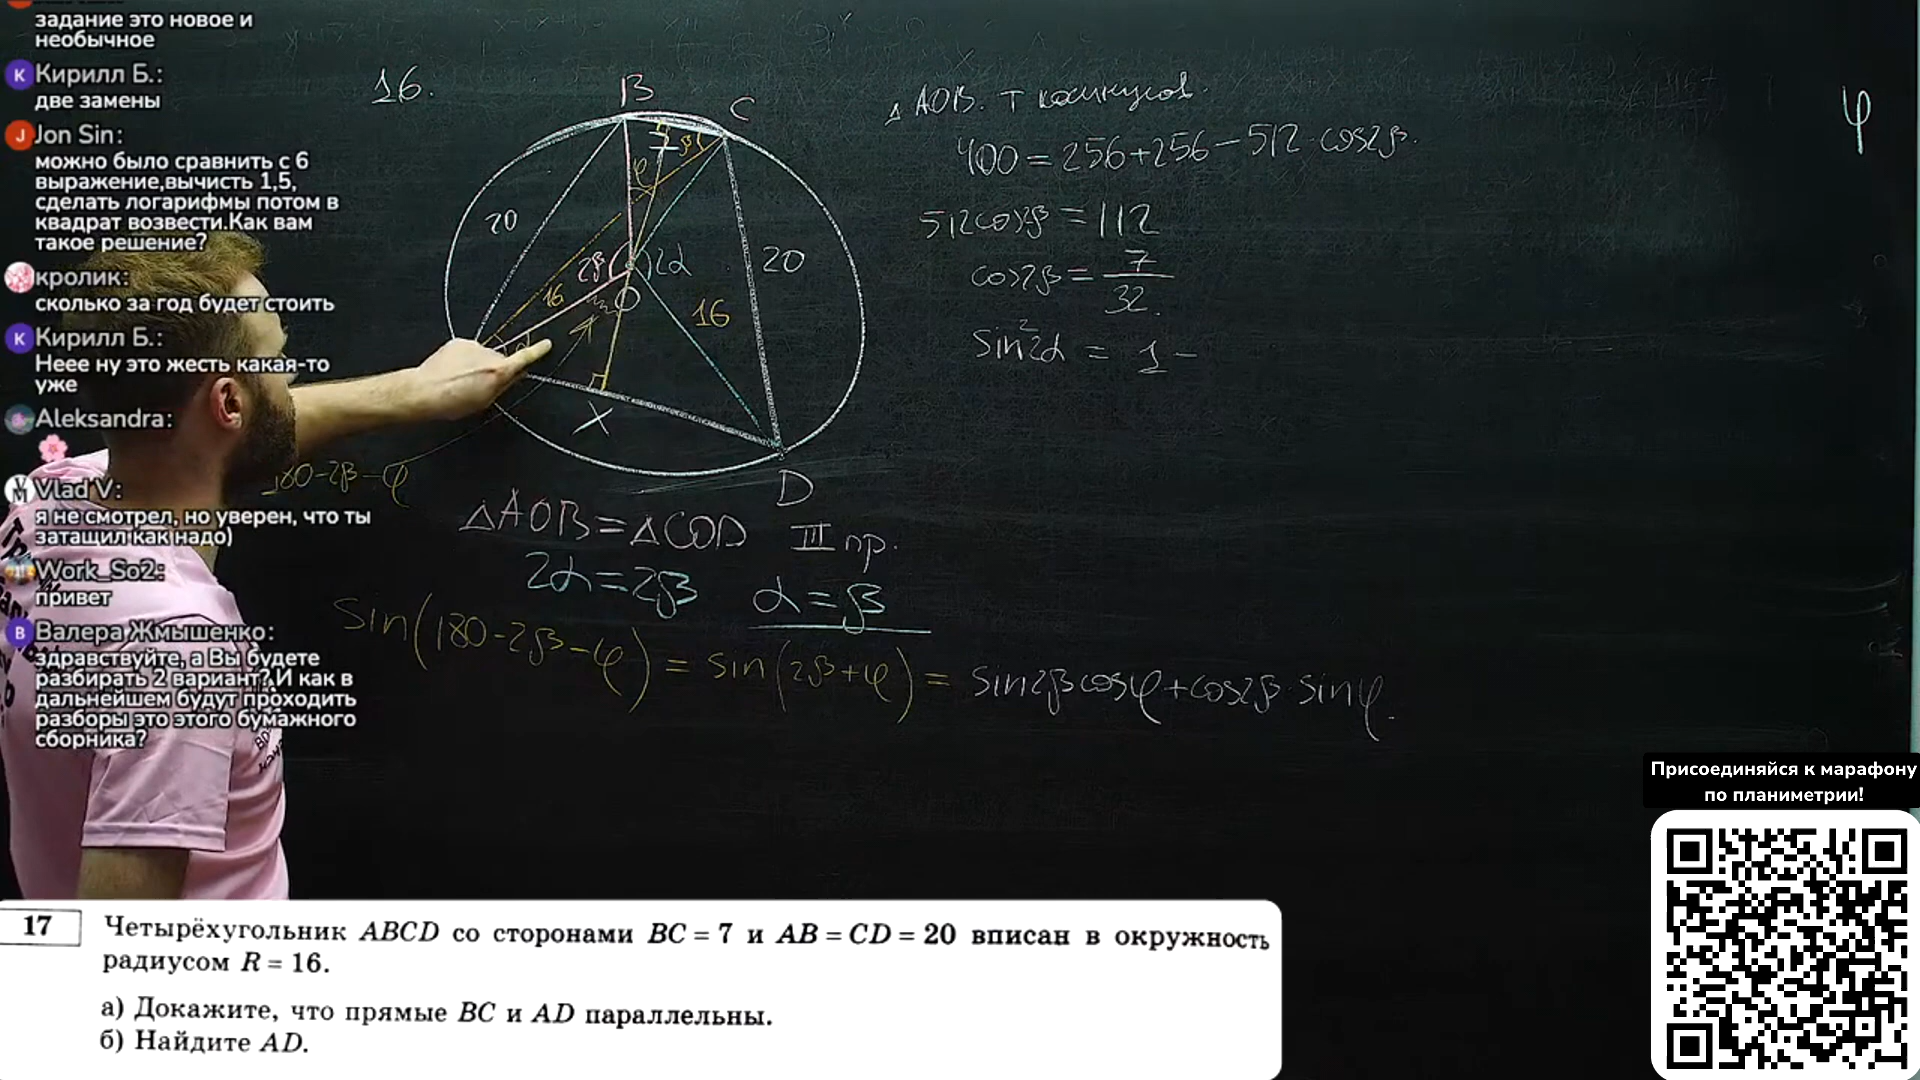 задание это новое и
необычное
Кирилл Б.:
две замены
Jon Sin:
можно было сравнить с 6
выражение,вычисть 1,5,
сделать логарифмы потом в
квадрат возвести.Как вам
такое решение?
кролик:
сколько за год будет стоить
Кирилл Б.:
Неее ну это жесть какая-то
уже
Aleksandra:
🌸
Vlad V:
я не смотрел, но уверен, что ты
затащил как надо)
Work_So2:
привет
Валера Жмышенко:
здравствуйте, а Вы будете
разбирать 2 вариант?,И как в
дальнейшем будут проходить
разборы это этого бумажного
сборника?
16.
B
C
20
20
2β
2α
16
16
O
φ
β
X
D
180-2β-φ
△AOB=△COD III пр.
2α=2β α=β
sin(180-2β-φ) = sin(2β+φ) = sin2βcosφ+cos2β·sinφ.
△AOB. т косинусов.
400=256+256-512·cos2β.
512cos2β=112
cos2β=7/32.
sin²2α = 1-
φ
Присоединяйся к марафону
по планиметрии!
17 Четырёхугольник ABCD со сторонами BC = 7 и AB = CD = 20 вписан в окружность
радиусом R = 16.
а) Докажите, что прямые BC и AD параллельны.
б) Найдите AD.